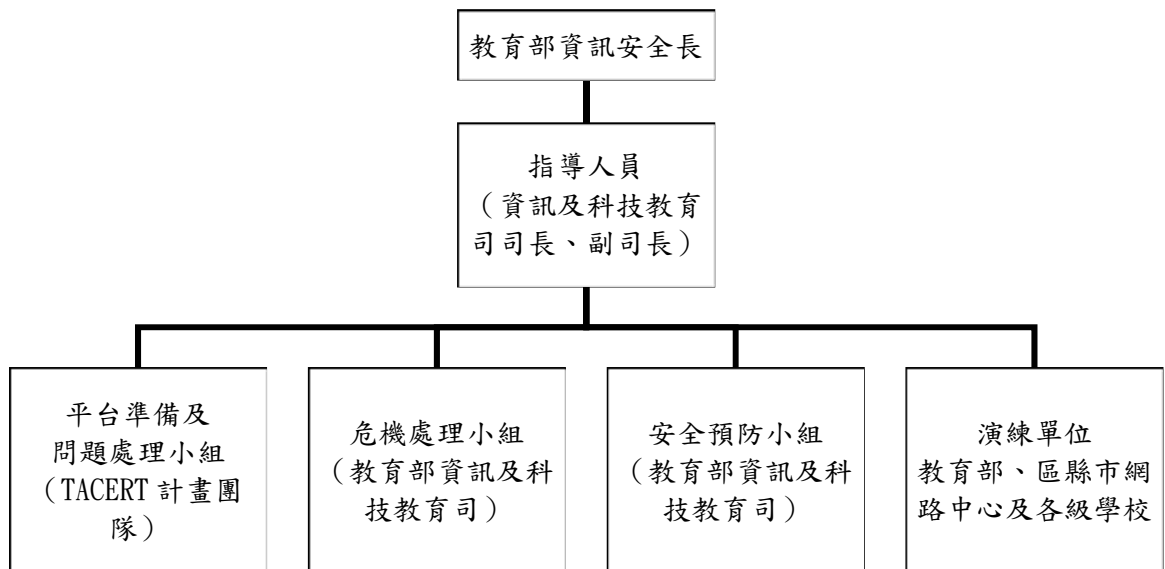 教育部資訊安全長
指導人員
（資訊及科技教育
司司長、副司長）
平台準備及
問題處理小組
（TACERT 計畫團
隊）
危機處理小組
（教育部資訊及科
技教育司）
安全預防小組
（教育部資訊及科
技教育司）
演練單位
教育部、區縣市網
路中心及各級學校